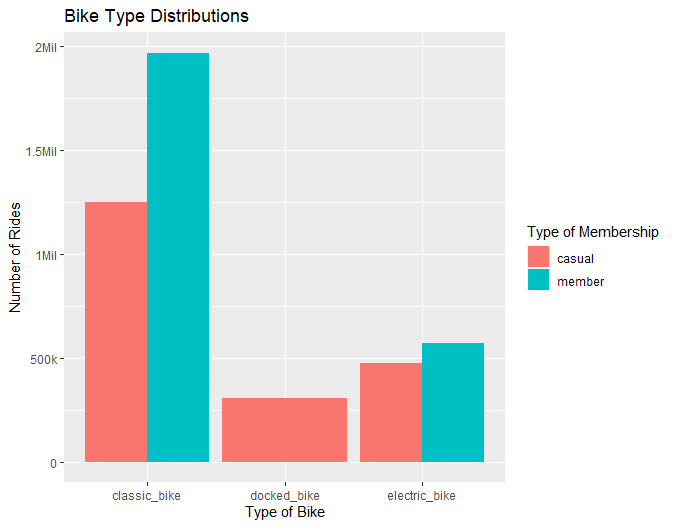 Bike Type Distributions
2Mil
1.5Mil
1Mil
500k
0
Number of Rides
classic_bike docked_bike electric_bike
Type of Bike
Type of Membership
casual
member